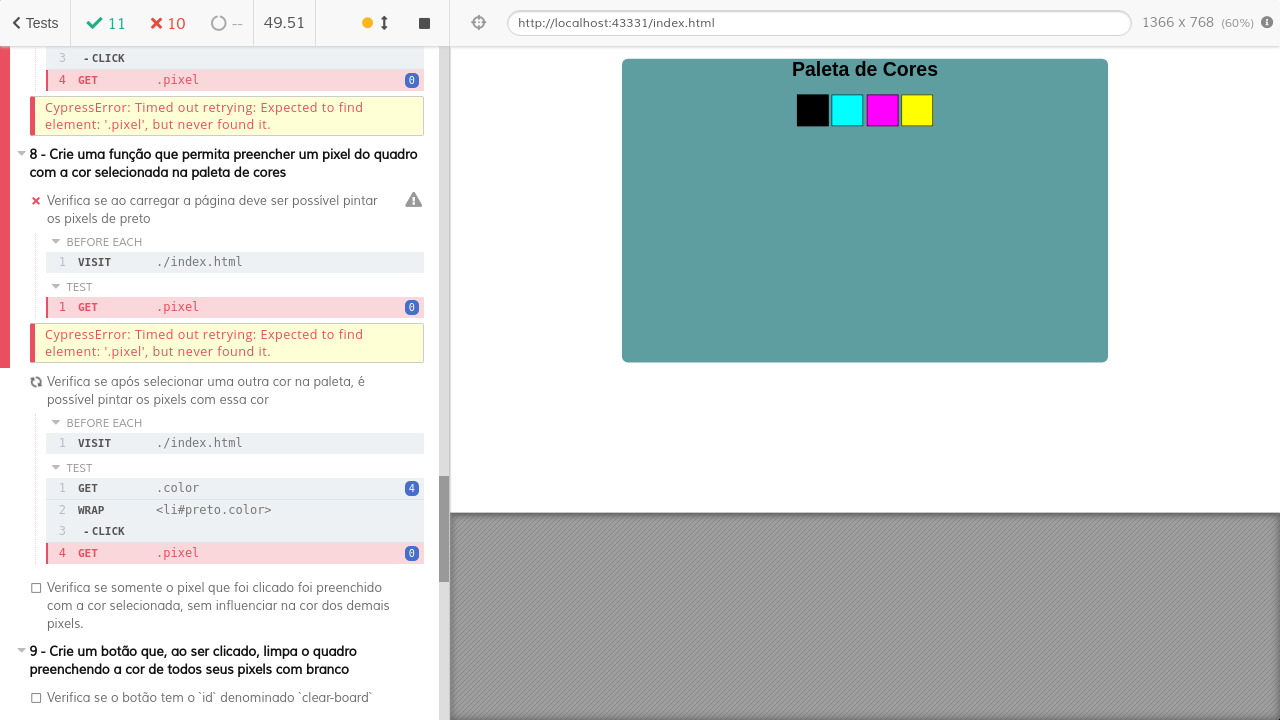 Tests
11
10
--
49.51
http://localhost:43331/index.html
1366 x 768 (60%)
3 - CLICK
4 GET .pixel 0
CypressError: Timed out retrying: Expected to find
element: '.pixel', but never found it.
8 - Crie uma função que permita preencher um pixel do quadro
com a cor selecionada na paleta de cores
Verifica se ao carregar a página deve ser possível pintar
os pixels de preto
BEFORE EACH
1 VISIT ./index.html
TEST
1 GET .pixel 0
CypressError: Timed out retrying: Expected to find
element: '.pixel', but never found it.
Verifica se após selecionar uma outra cor na paleta, é
possível pintar os pixels com essa cor
BEFORE EACH
1 VISIT ./index.html
TEST
1 GET .color 4
2 WRAP <li#preto.color>
3 - CLICK
4 GET .pixel 0
Verifica se somente o pixel que foi clicado foi preenchido
com a cor selecionada, sem influenciar na cor dos demais
pixels.
9 - Crie um botão que, ao ser clicado, limpa o quadro
preenchendo a cor de todos seus pixels com branco
Verifica se o botão tem o `id` denominado `clear-board`
Paleta de Cores